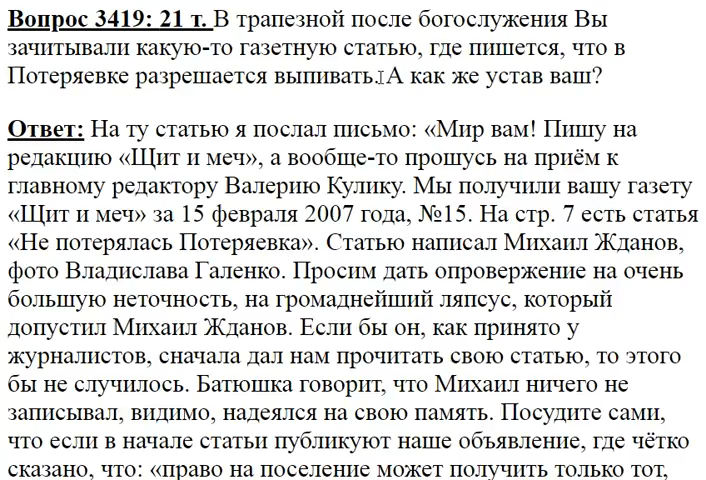 Вопрос 3419: 21 т. В трапезной после богослужения Вы
зачитывали какую-то газетную статью, где пишется, что в
Потеряевке разрешается выпивать. А как же устав ваш?
Ответ: На ту статью я послал письмо: «Мир вам! Пишу на
редакцию «Щит и меч», а вообще-то прошусь на приём к
главному редактору Валерию Кулику. Мы получили вашу газету
«Щит и меч» за 15 февраля 2007 года, №15. На стр. 7 есть статья
«Не потерялась Потеряевка». Статью написал Михаил Жданов,
фото Владислава Галенко. Просим дать опровержение на очень
большую неточность, на громаднейший ляпсус, который
допустил Михаил Жданов. Если бы он, как принято у
журналистов, сначала дал нам прочитать свою статью, то этого
бы не случилось. Батюшка говорит, что Михаил ничего не
записывал, видимо, надеялся на свою память. Посудите сами,
что если в начале статьи публикуют наше объявление, где чётко
сказано, что: «право на поселение может получить только тот,